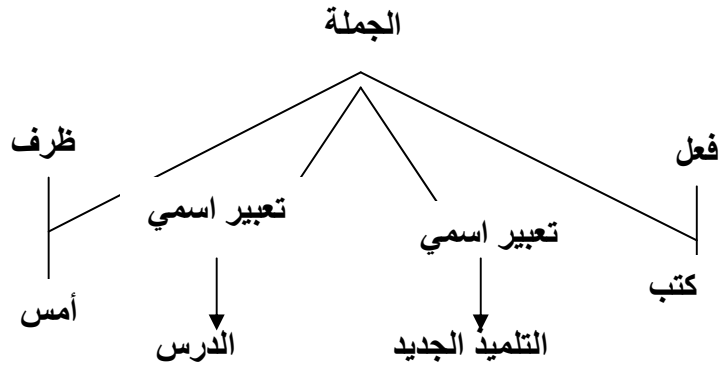 الجملة
فعل
ظرف
تعبير اسمي
تعبير اسمي
كتب
أمس
التلميذ الجديد
الدرس